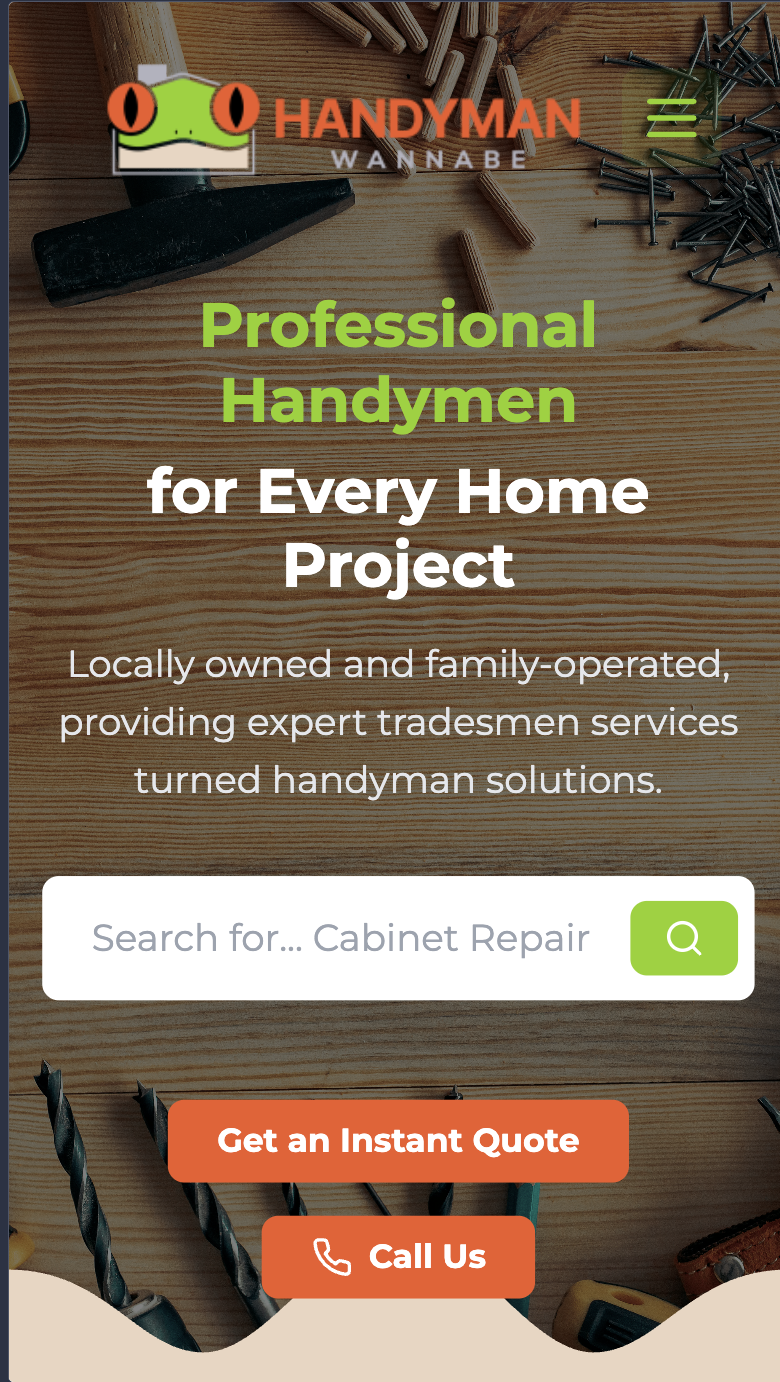 HANDYMAN
WANNABE
Professional
Handymen
for Every Home
Project
Locally owned and family-operated,
providing expert tradesmen services
turned handyman solutions.
Search for... Cabinet Repair
Get an Instant Quote
Call Us